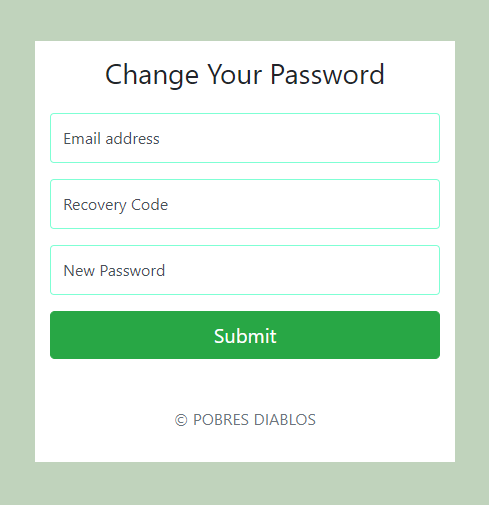 Change Your Password
Email address
Recovery Code
New Password
Submit
© POBRES DIABLOS